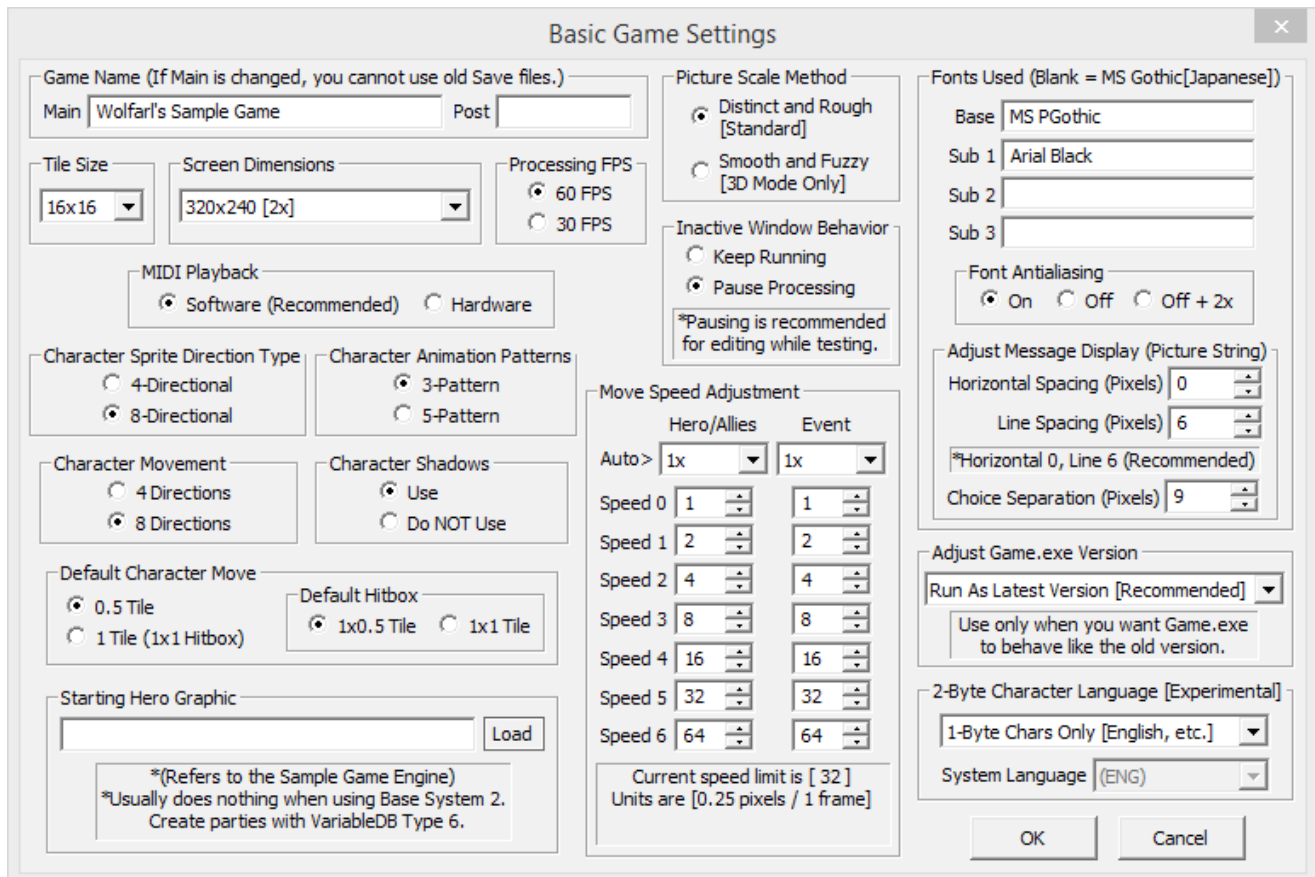 Basic Game Settings
Game Name (If Main is changed, you cannot use old Save files.)
Main Wolfarl's Sample Game Post
Tile Size
16x16
Screen Dimensions
320x240 [2x]
Processing FPS
60 FPS
30 FPS
MIDI Playback
Software (Recommended) Hardware
Character Sprite Direction Type
4-Directional
8-Directional
Character Animation Patterns
3-Pattern
5-Pattern
Character Movement
4 Directions
8 Directions
Character Shadows
Use
Do NOT Use
Default Character Move
0.5 Tile
1 Tile (1x1 Hitbox)
Default Hitbox
1x0.5 Tile 1x1 Tile
Starting Hero Graphic
Load
*(Refers to the Sample Game Engine)
*Usually does nothing when using Base System 2.
Create parties with VariableDB Type 6.
Picture Scale Method
Distinct and Rough
[Standard]
Smooth and Fuzzy
[3D Mode Only]
Inactive Window Behavior
Keep Running
Pause Processing
*Pausing is recommended
for editing while testing.
Move Speed Adjustment
Hero/Allies Event
Auto> 1x 1x
Speed 0 1 1
Speed 1 2 2
Speed 2 4 4
Speed 3 8 8
Speed 4 16 16
Speed 5 32 32
Speed 6 64 64
Current speed limit is [ 32 ]
Units are [0.25 pixels / 1 frame]
Fonts Used (Blank = MS Gothic[Japanese])
Base MS PGothic
Sub 1 Arial Black
Sub 2
Sub 3
Font Antialiasing
On Off Off + 2x
Adjust Message Display (Picture String)
Horizontal Spacing (Pixels) 0
Line Spacing (Pixels) 6
*Horizontal 0, Line 6 (Recommended)
Choice Separation (Pixels) 9
Adjust Game.exe Version
Run As Latest Version [Recommended]
Use only when you want Game.exe
to behave like the old version.
2-Byte Character Language [Experimental]
1-Byte Chars Only [English, etc.]
System Language (ENG)
OK Cancel